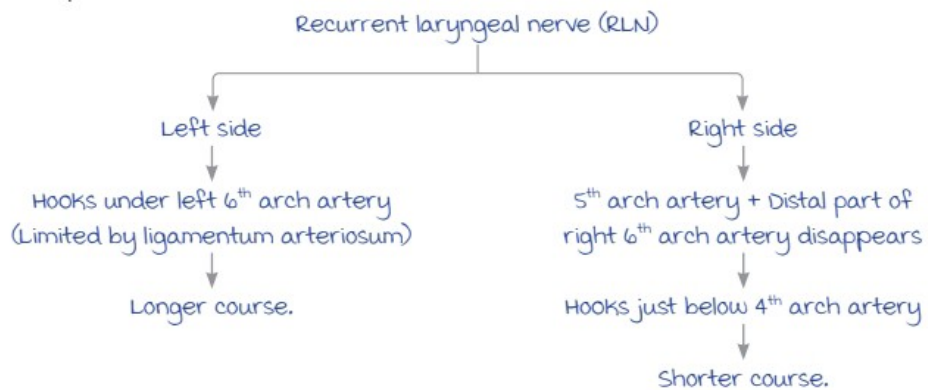 Recurrent laryngeal nerve (RLN)
Left side
Hooks under left 6th arch artery
(Limited by ligamentum arteriosum)
Longer course.
Right side
5th arch artery + Distal part of
right 6th arch artery disappears
Hooks just below 4th arch artery
Shorter course.